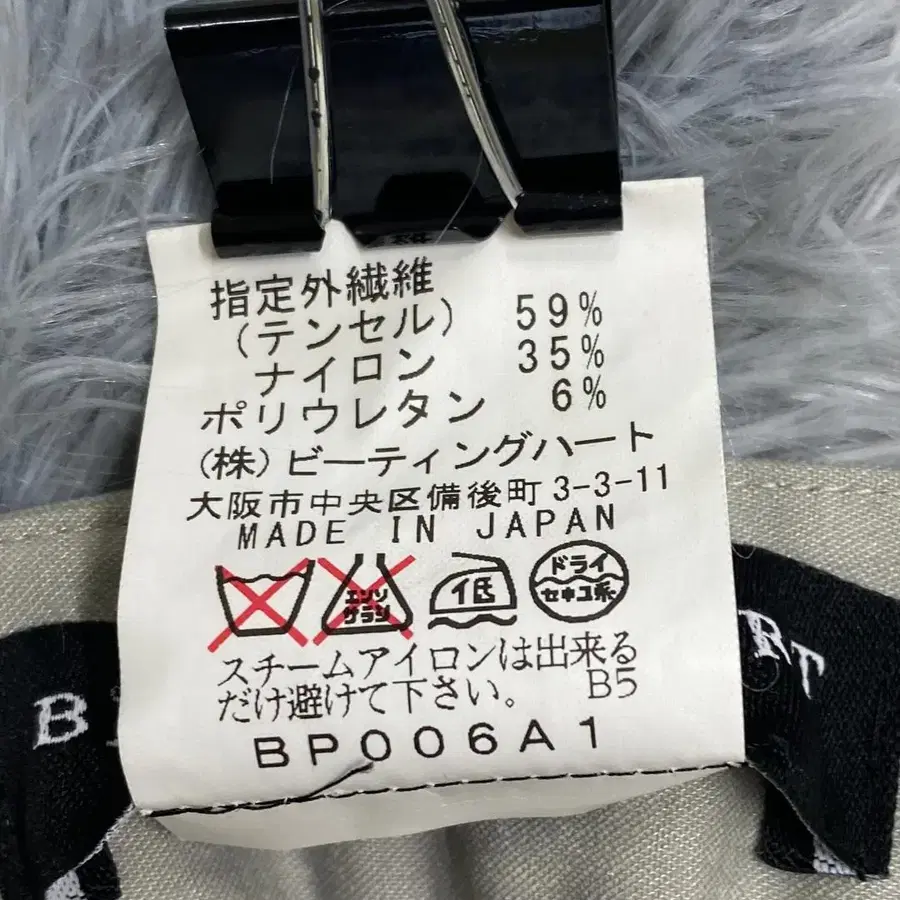 指定外繊維
(テンセル) 59%
ナイロン 35%
ポリウレタン 6%
(株)ビーティングハート
大阪市中央区備後町3-3-11
MADE IN JAPAN
エンソ
サラシ
低
ドライ
セキユ系
スチームアイロンは出来る
だけ避けて下さい。 B5
BP006A1
B
RT